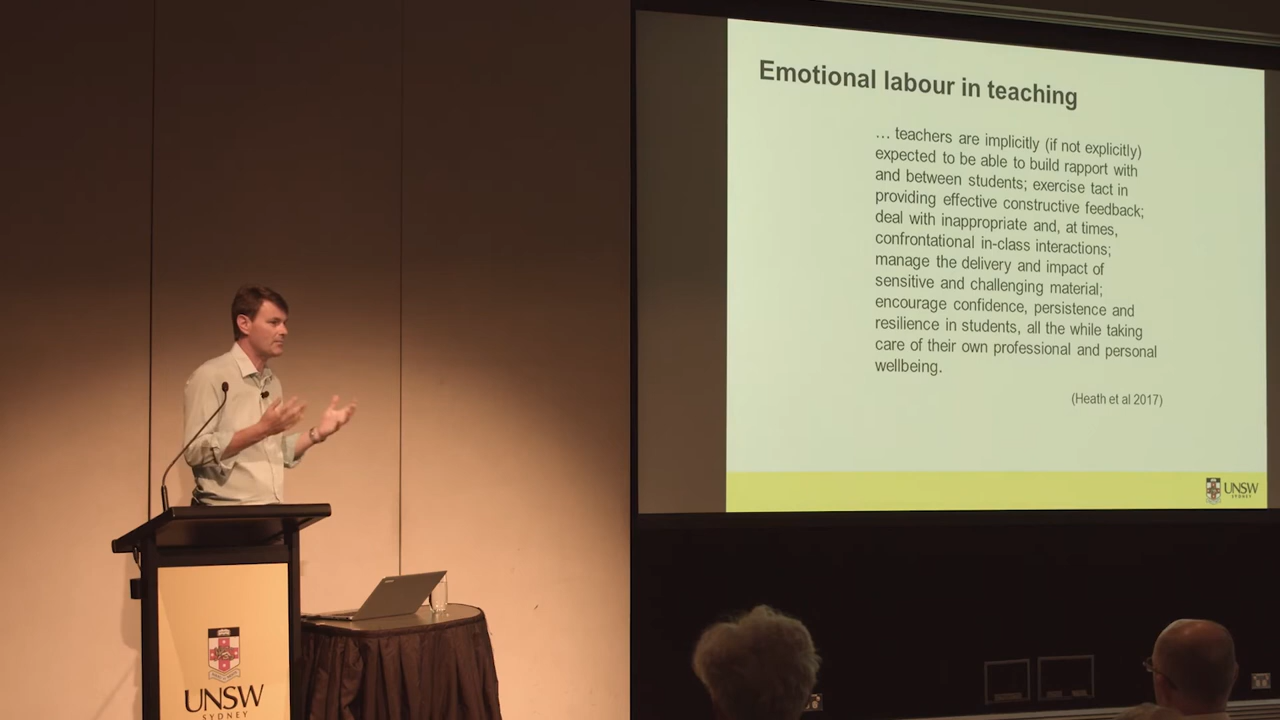 Emotional labour in teaching
... teachers are implicitly (if not explicitly)
expected to be able to build rapport with
and between students; exercise tact in
providing effective constructive feedback;
deal with inappropriate and, at times,
confrontational in-class interactions;
manage the delivery and impact of
sensitive and challenging material;
encourage confidence, persistence and
resilience in students, all the while taking
care of their own professional and personal
wellbeing.
(Heath et al 2017)
UNSW
SYDNEY
UNSW
SYDNEY